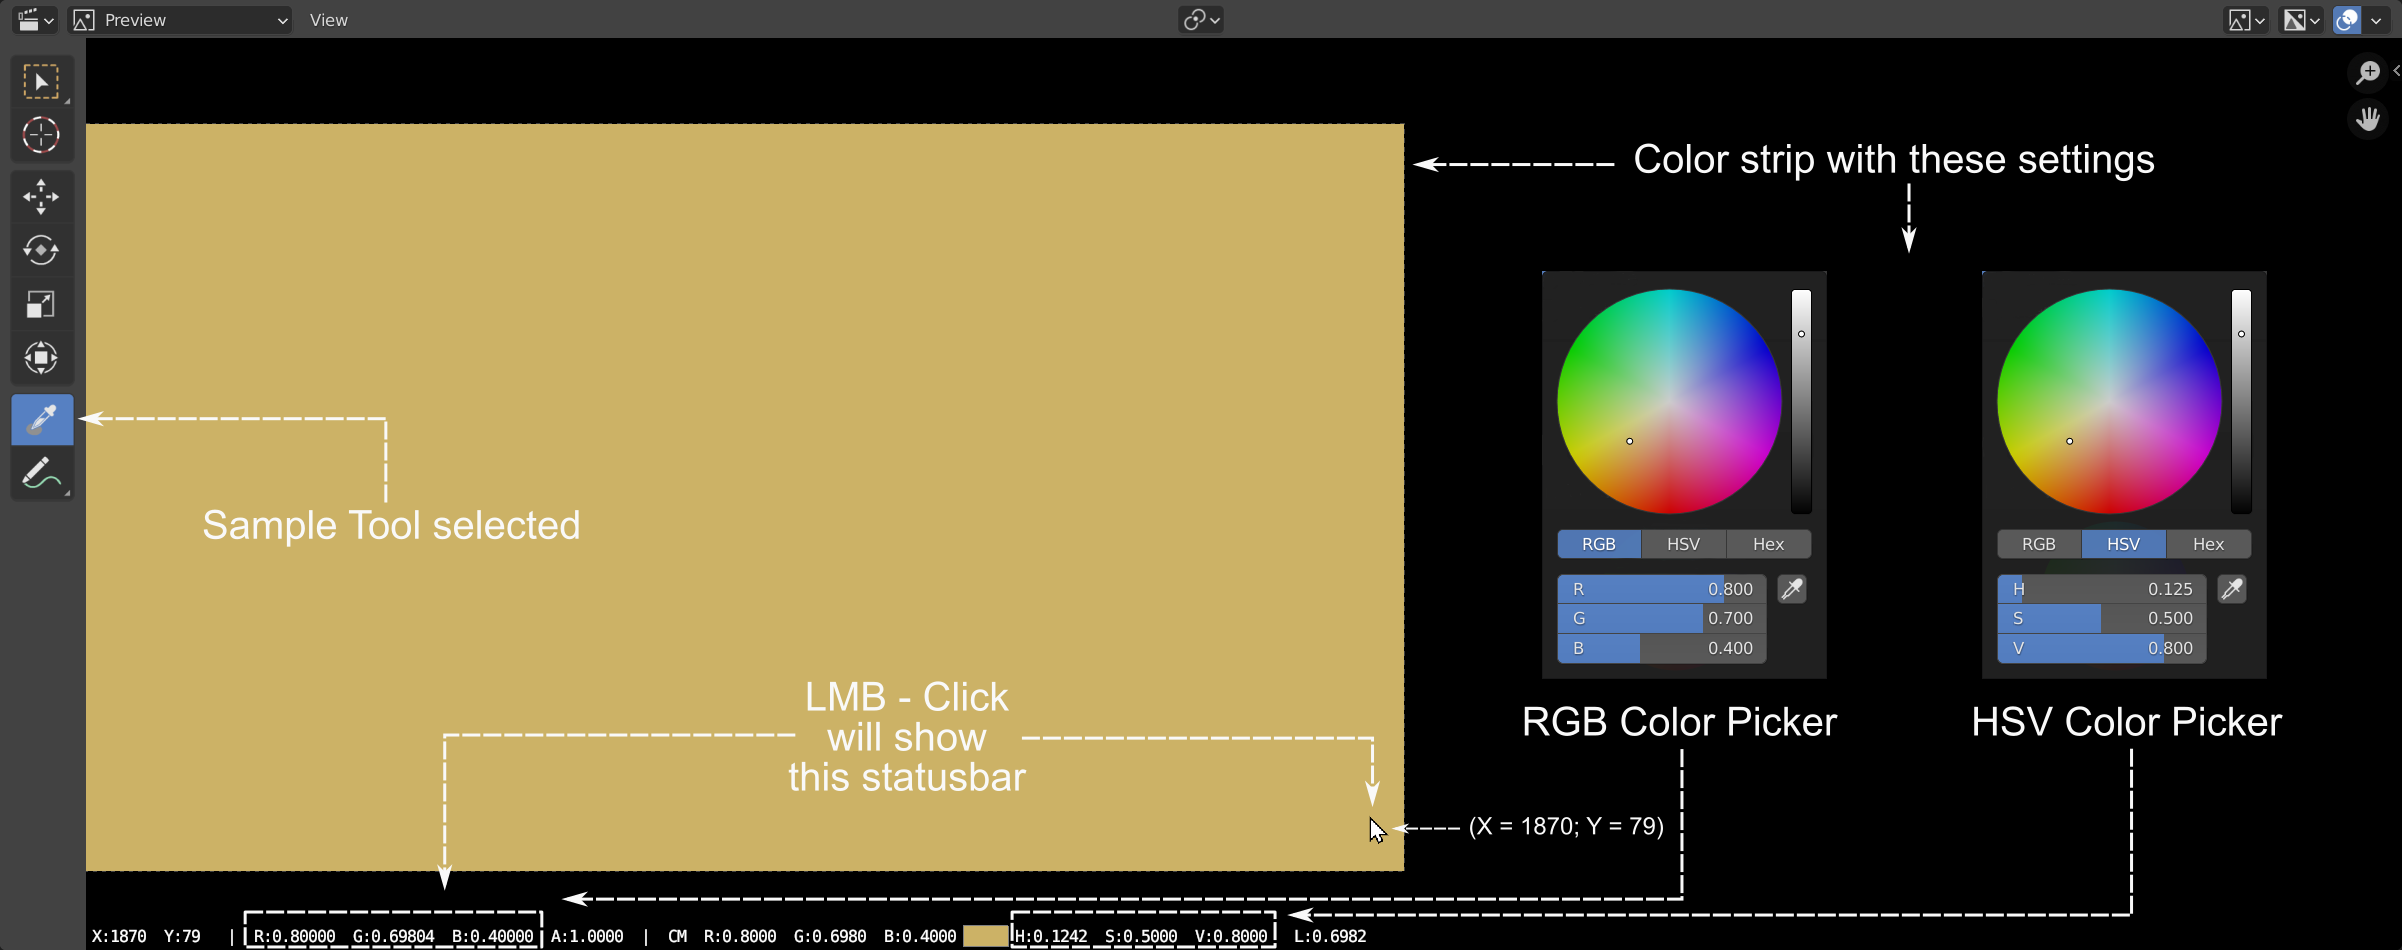 Preview View
Color strip with these settings
Sample Tool selected
RGB HSV Hex
R 0.800
G 0.700
B 0.400
RGB HSV Hex
H 0.125
S 0.500
V 0.800
RGB Color Picker
HSV Color Picker
LMB - Click
will show
this statusbar
(X = 1870; Y = 79)
X:1870 Y:79 | R:0.80000 G:0.69804 B:0.40000 A:1.0000 | CM R:0.8000 G:0.6980 B:0.4000 H:0.1242 S:0.5000 V:0.8000 L:0.6982